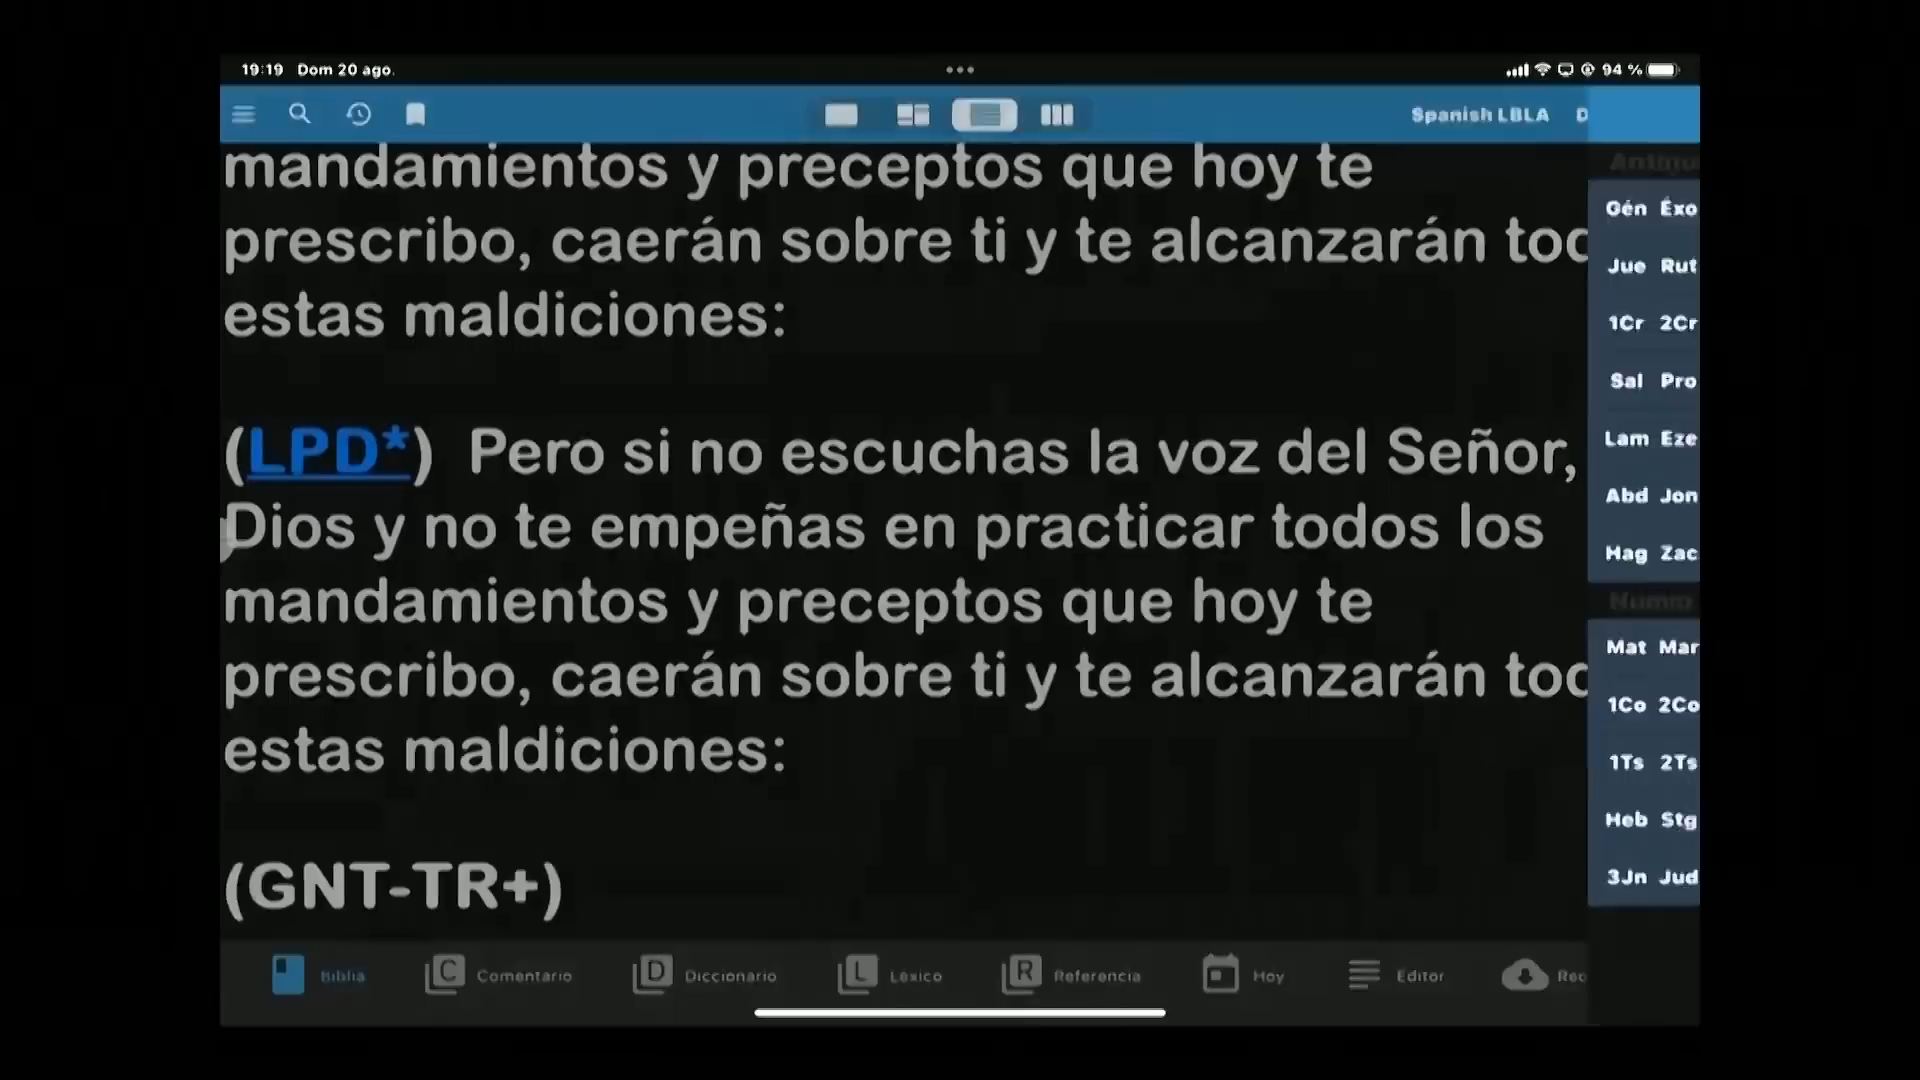 19:19 Dom 20 ago.
94 %
Spanish LBLA D
mandamientos y preceptos que hoy te
prescribo, caerán sobre ti y te alcanzarán toc
estas maldiciones:
(LPD*) Pero si no escuchas la voz del Señor,
Dios y no te empeñas en practicar todos los
mandamientos y preceptos que hoy te
prescribo, caerán sobre ti y te alcanzarán toc
estas maldiciones:
(GNT-TR+)
Gén Éxo
Jue Rut
1Cr 2Cr
Sal Pro
Lam Eze
Abd Jon
Hag Zac
Mat Mar
1Co 2Co
1Ts 2Ts
Heb Stg
3Jn Jud
Biblia C Comentario D Diccionario L Léxico R Referencia Hoy Editor Rec